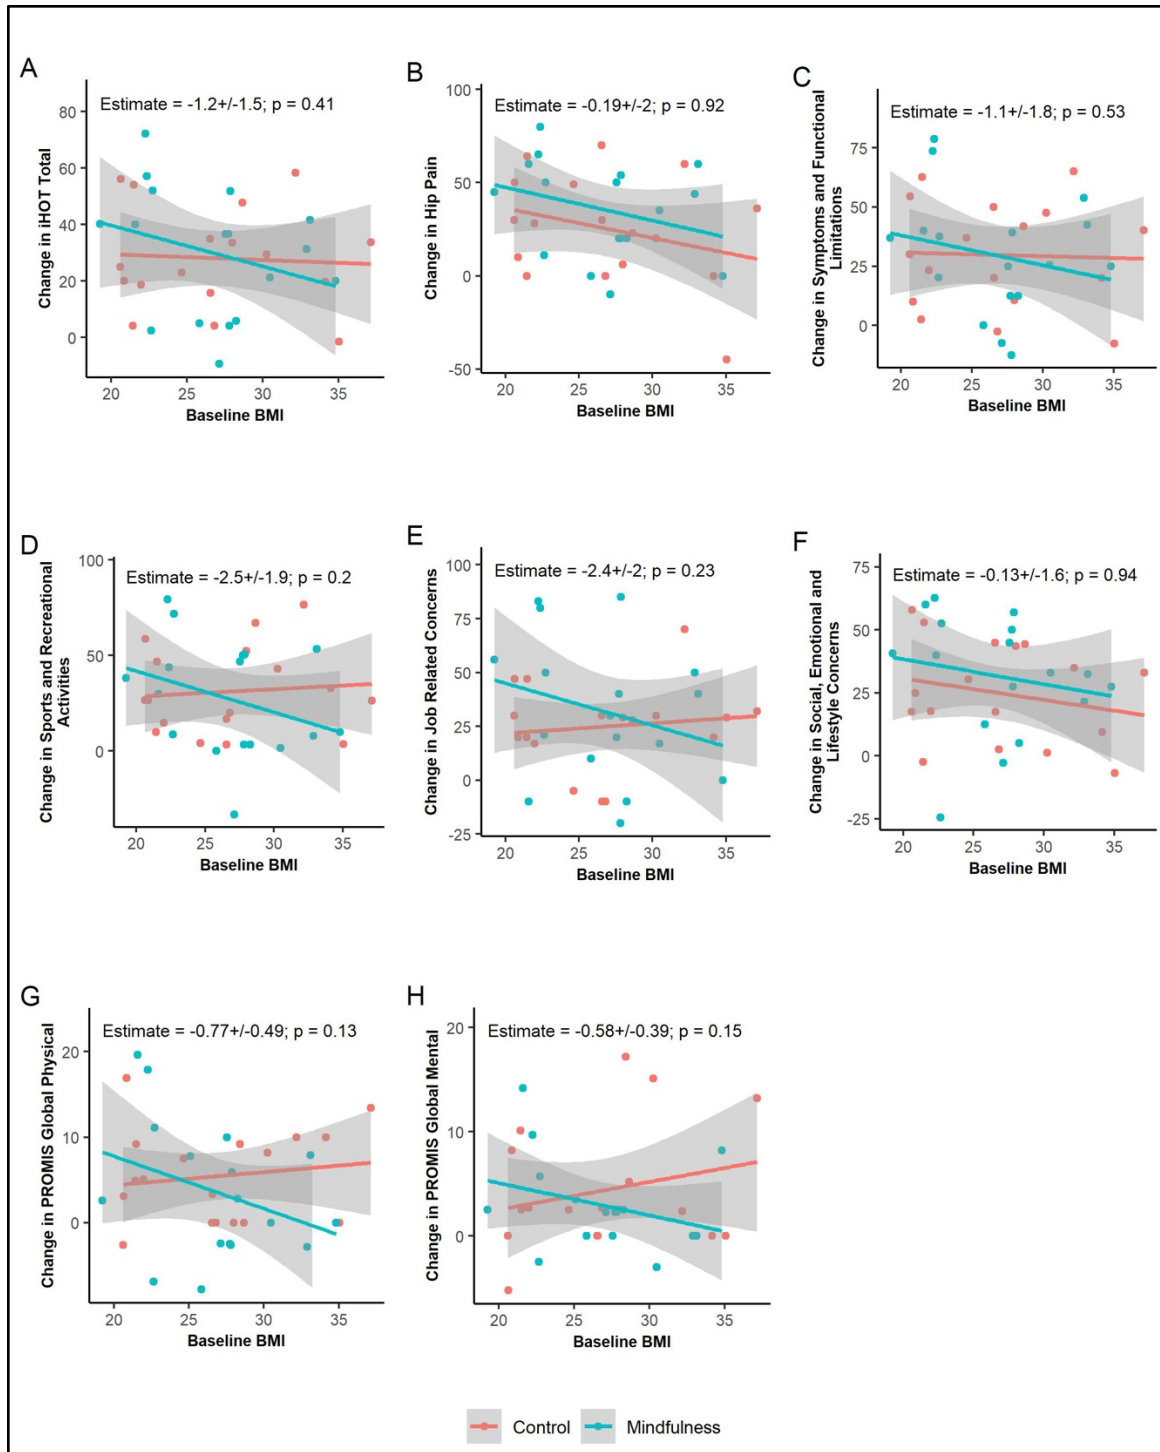 A
Estimate = -1.2+/-1.5; p = 0.41
Change in iHOT Total
80
60
40
20
0
20
25
30
35
Baseline BMI
B
Estimate = -0.19+/-2; p = 0.92
Change in Hip Pain
100
50
0
-50
20
25
30
35
Baseline BMI
C
Estimate = -1.1+/-1.8; p = 0.53
Change in Symptoms and Functional
Limitations
75
50
25
0
20
25
30
35
Baseline BMI
D
Estimate = -2.5+/-1.9; p = 0.2
Change in Sports and Recreational
Activities
100
50
0
20
25
30
35
Baseline BMI
E
Estimate = -2.4+/-2; p = 0.23
Change in Job Related Concerns
100
75
50
25
0
-25
20
25
30
35
Baseline BMI
F
Estimate = -0.13+/-1.6; p = 0.94
Change in Social, Emotional and
Lifestyle Concerns
75
50
25
0
-25
20
25
30
35
Baseline BMI
G
Estimate = -0.77+/-0.49; p = 0.13
Change in PROMIS Global Physical
20
10
0
20
25
30
35
Baseline BMI
H
Estimate = -0.58+/-0.39; p = 0.15
Change in PROMIS Global Mental
20
10
0
20
25
30
35
Baseline BMI
Control
Mindfulness